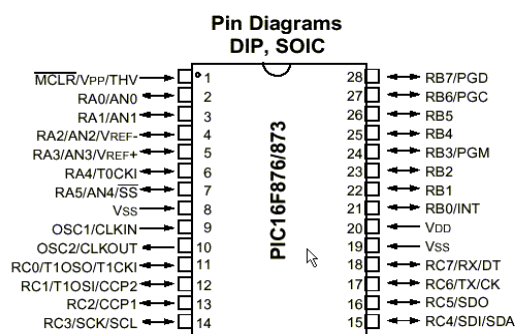 Pin Diagrams
DIP, SOIC
MCLR/VPP/THV 1 28 RB7/PGD
RA0/AN0 2 27 RB6/PGC
RA1/AN1 3 26 RB5
RA2/AN2/VREF- 4 25 RB4
RA3/AN3/VREF+ 5 24 RB3/PGM
RA4/T0CKI 6 23 RB2
RA5/AN4/SS 7 22 RB1
VSS 8 21 RB0/INT
OSC1/CLKIN 9 20 VDD
OSC2/CLKOUT 10 19 VSS
RC0/T1OSO/T1CKI 11 18 RC7/RX/DT
RC1/T1OSI/CCP2 12 17 RC6/TX/CK
RC2/CCP1 13 16 RC5/SDO
RC3/SCK/SCL 14 15 RC4/SDI/SDA
PIC16F876/873